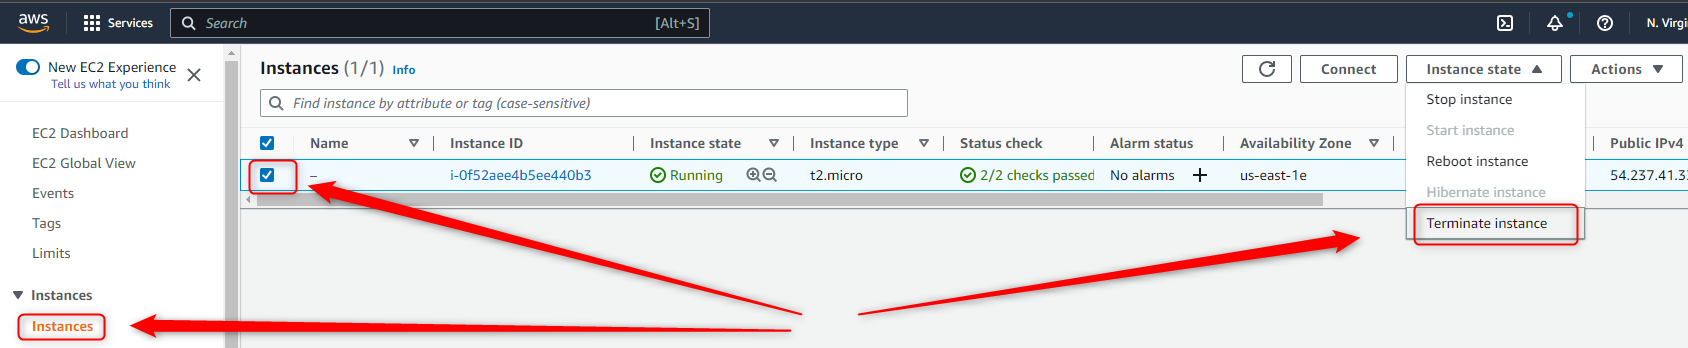 aws Services Search [Alt+S] N. Virgi
New EC2 Experience
Tell us what you think
EC2 Dashboard
EC2 Global View
Events
Tags
Limits
Instances
Instances
Instances (1/1) Info Connect Instance state Actions
Find instance by attribute or tag (case-sensitive)
Name Instance ID Instance state Instance type Status check Alarm status Availability Zone Public IPv4
– i-0f52aee4b5ee440b3 Running t2.micro 2/2 checks passed No alarms + us-east-1e 54.237.41.33
Stop instance
Start instance
Reboot instance
Hibernate instance
Terminate instance